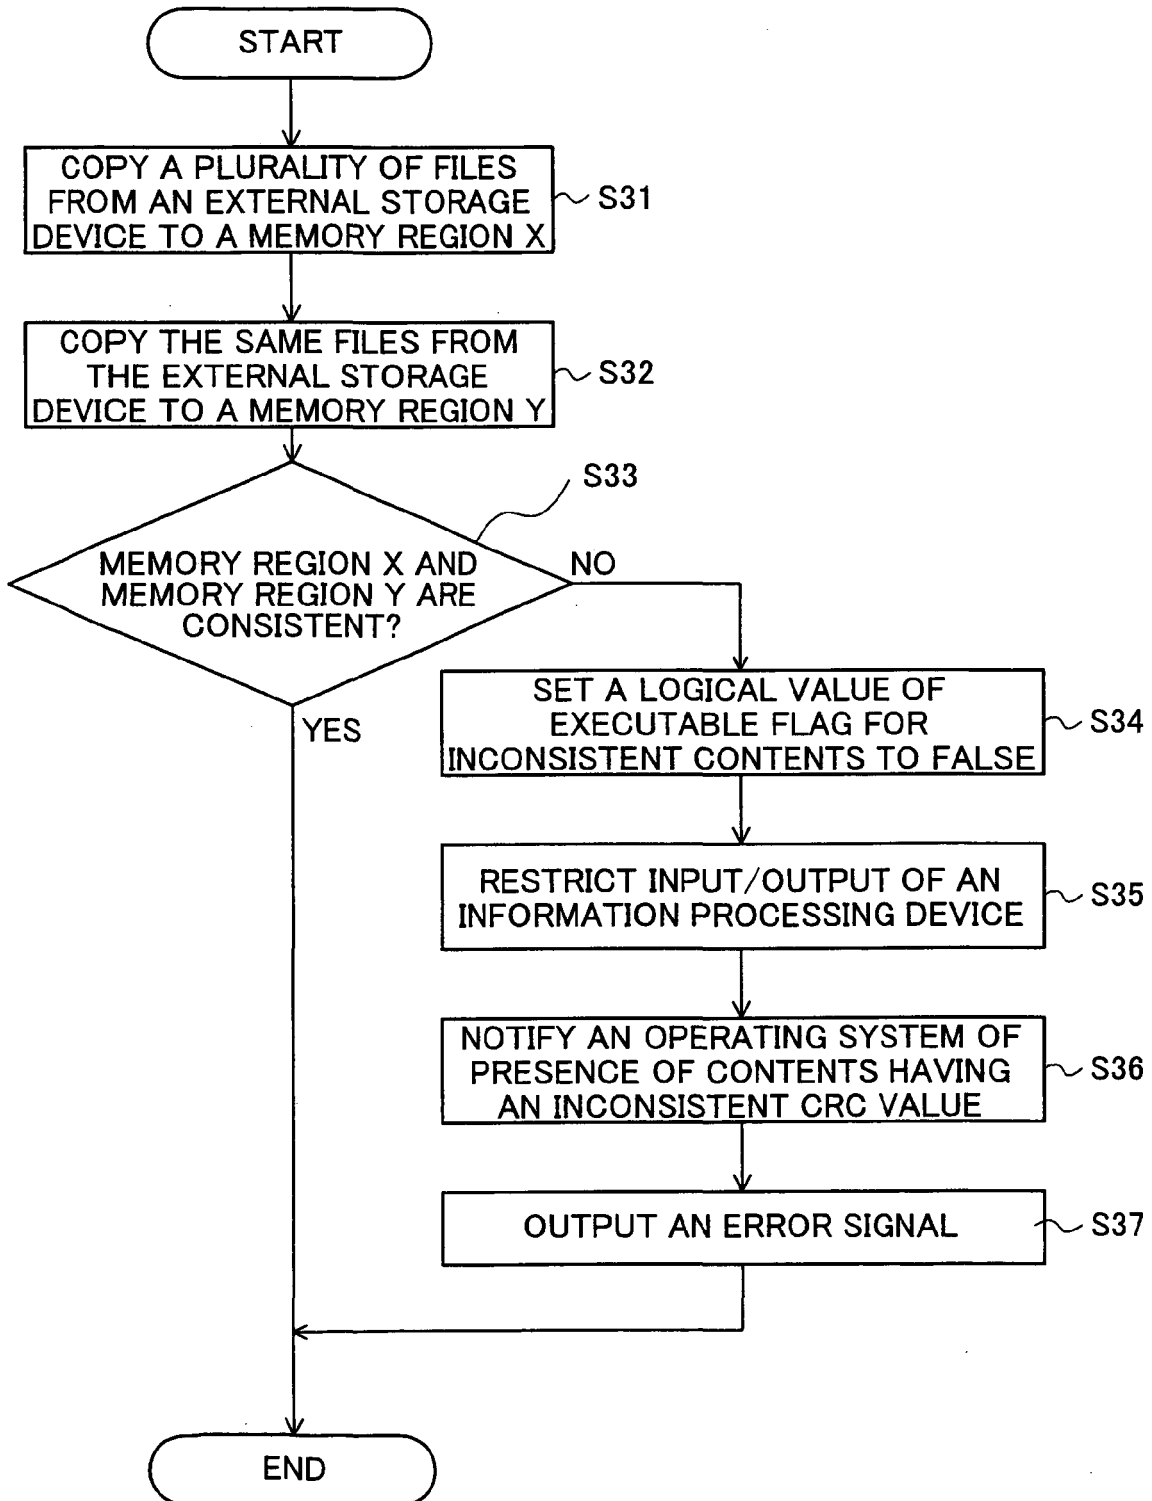 START
COPY A PLURALITY OF FILES
FROM AN EXTERNAL STORAGE
DEVICE TO A MEMORY REGION X
S31
COPY THE SAME FILES FROM
THE EXTERNAL STORAGE
DEVICE TO A MEMORY REGION Y
S32
S33
MEMORY REGION X AND
MEMORY REGION Y ARE
CONSISTENT?
NO
YES
SET A LOGICAL VALUE OF
EXECUTABLE FLAG FOR
INCONSISTENT CONTENTS TO FALSE
S34
RESTRICT INPUT/OUTPUT OF AN
INFORMATION PROCESSING DEVICE
S35
NOTIFY AN OPERATING SYSTEM OF
PRESENCE OF CONTENTS HAVING
AN INCONSISTENT CRC VALUE
S36
OUTPUT AN ERROR SIGNAL
S37
END